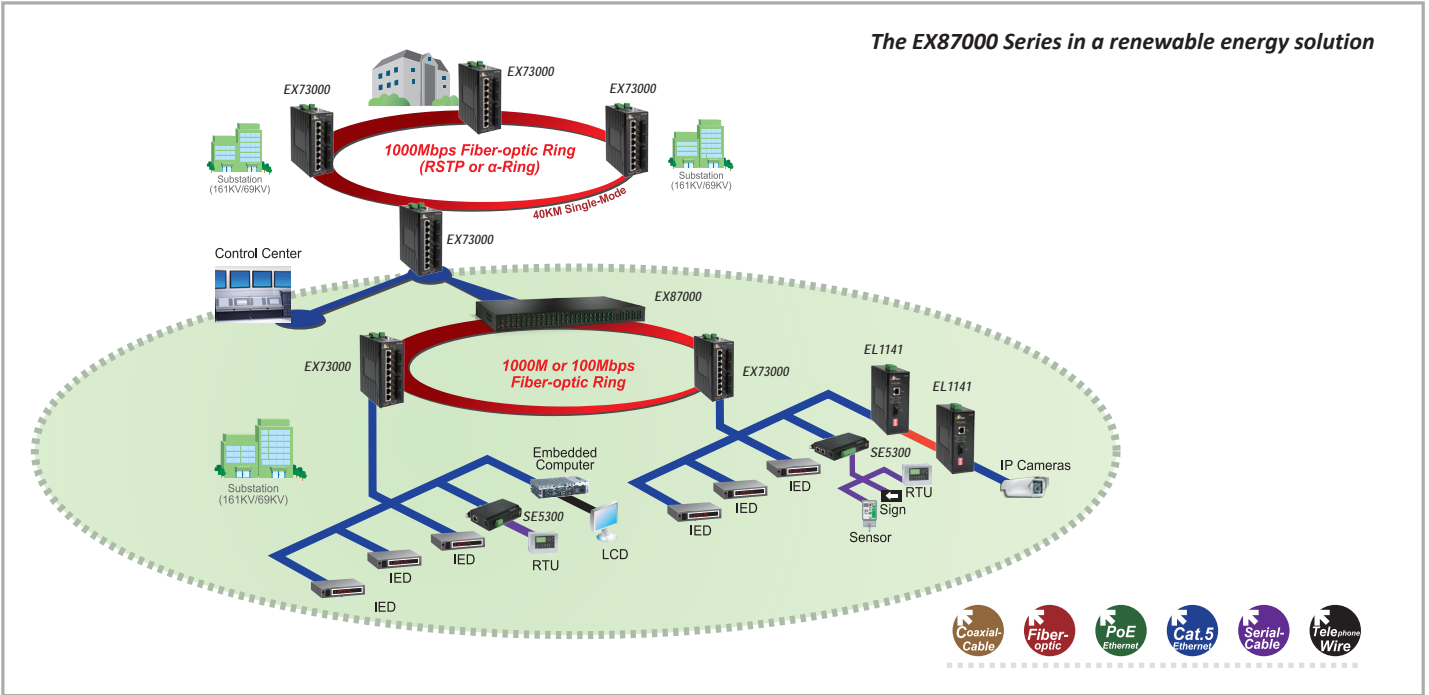 The EX87000 Series in a renewable energy solution
EX73000
EX73000
EX73000
1000Mbps Fiber-optic Ring
(RSTP or α-Ring)
Substation
(161KV/69KV)
Substation
(161KV/69KV)
40KM Single-Mode
EX73000
Control Center
EX87000
EX73000
1000M or 100Mbps
Fiber-optic Ring
EX73000
EL1141
EL1141
Substation
(161KV/69KV)
Embedded
Computer
SE5300
IP Cameras
IED
RTU
IED
Sign
IED
Sensor
SE5300
IED
LCD
RTU
IED
IED
Coaxial-
Cable
Fiber-
optic
PoE
Ethernet
Cat.5
Ethernet
Serial-
Cable
Telephone
Wire